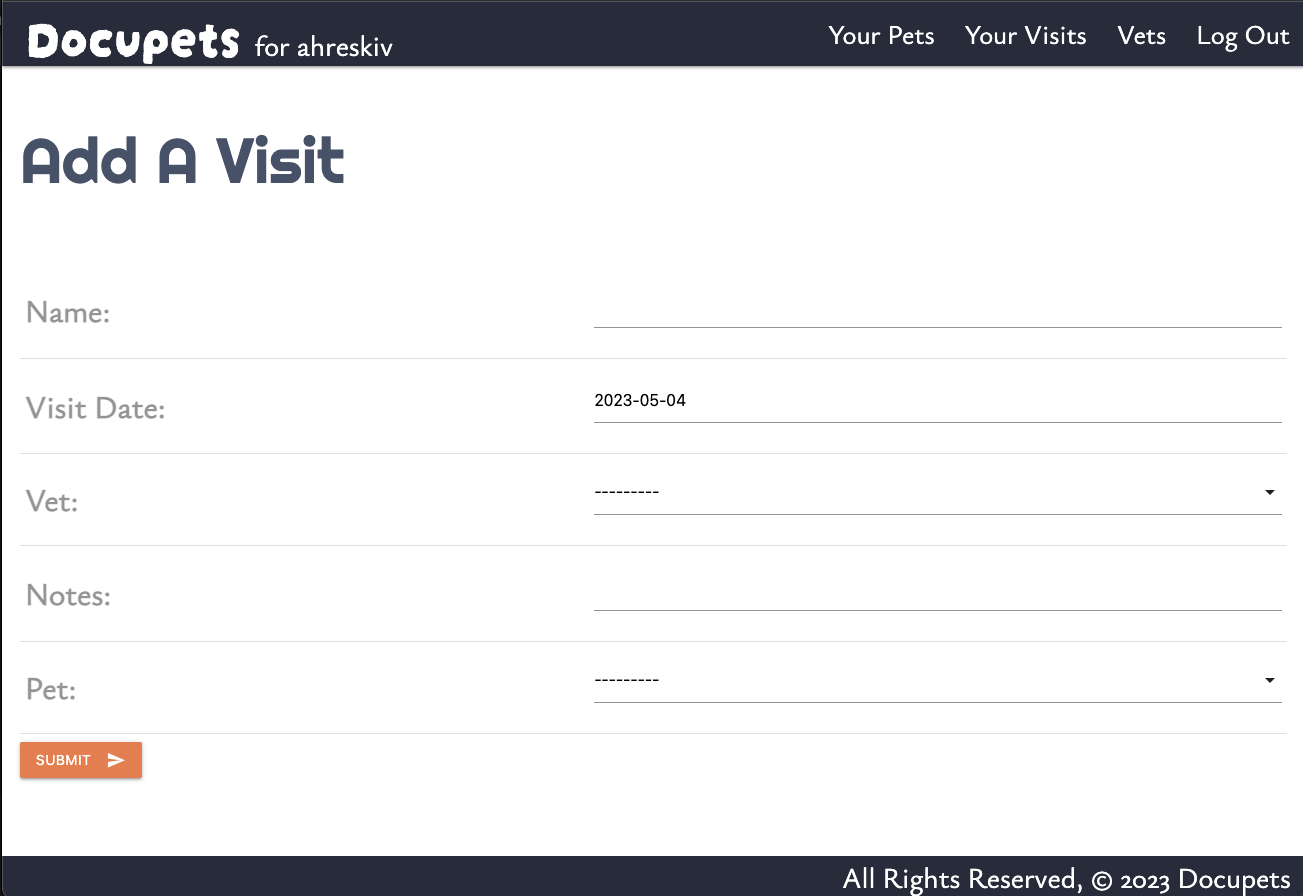 Docupets for ahreskiv Your Pets Your Visits Vets Log Out
Add A Visit
Name:
Visit Date: 2023-05-04
Vet: ---------
Notes:
Pet: ---------
SUBMIT
All Rights Reserved, © 2023 Docupets